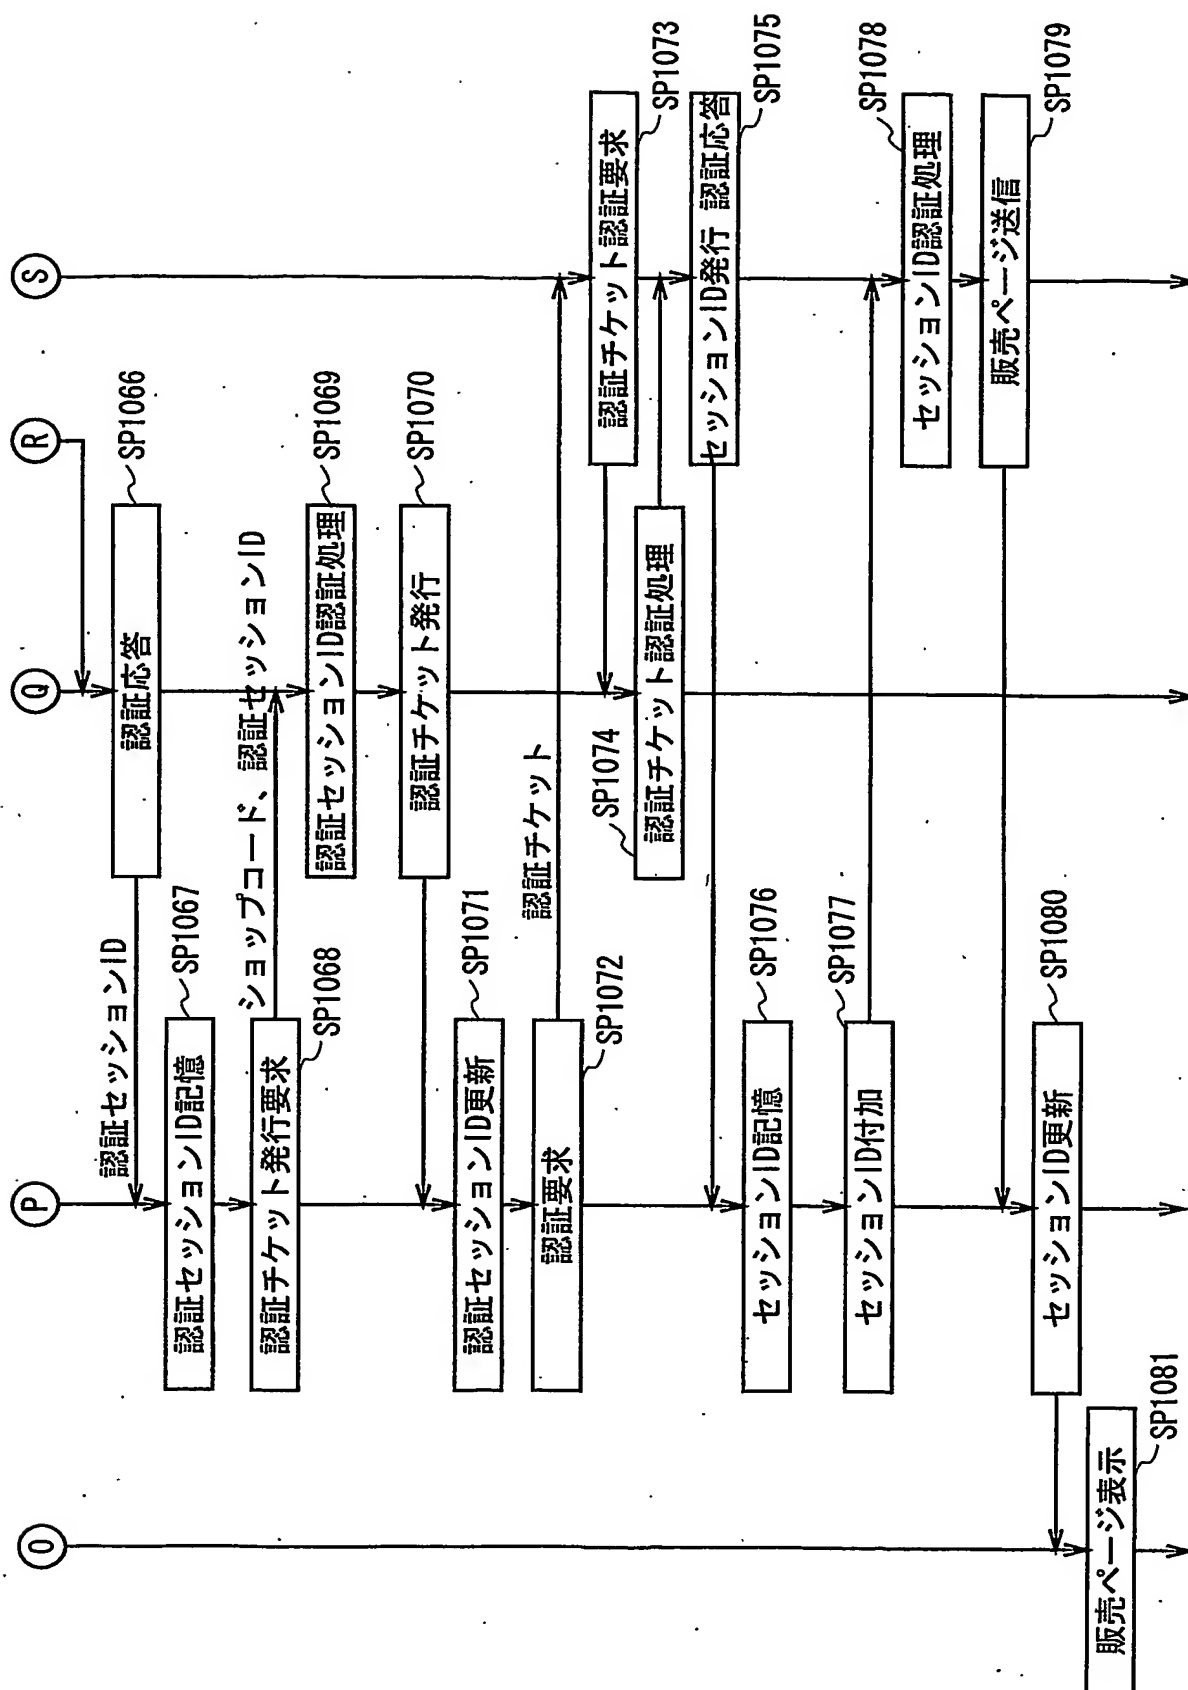 O
P
Q
R
S
認証応答
SP1066
認証セッションID
認証セッションID記憶
SP1067
認証チケット発行要求
SP1068
ショップコード、認証セッションID
認証セッションID認証処理
SP1069
認証チケット発行
SP1070
認証セッションID更新
SP1071
認証要求
SP1072
認証チケット
認証チケット認証要求
SP1073
認証チケット認証処理
SP1074
セッションID発行 認証応答
SP1075
セッションID記憶
SP1076
セッションID付加
SP1077
セッションID認証処理
SP1078
販売ページ送信
SP1079
セッションID更新
SP1080
販売ページ表示
SP1081